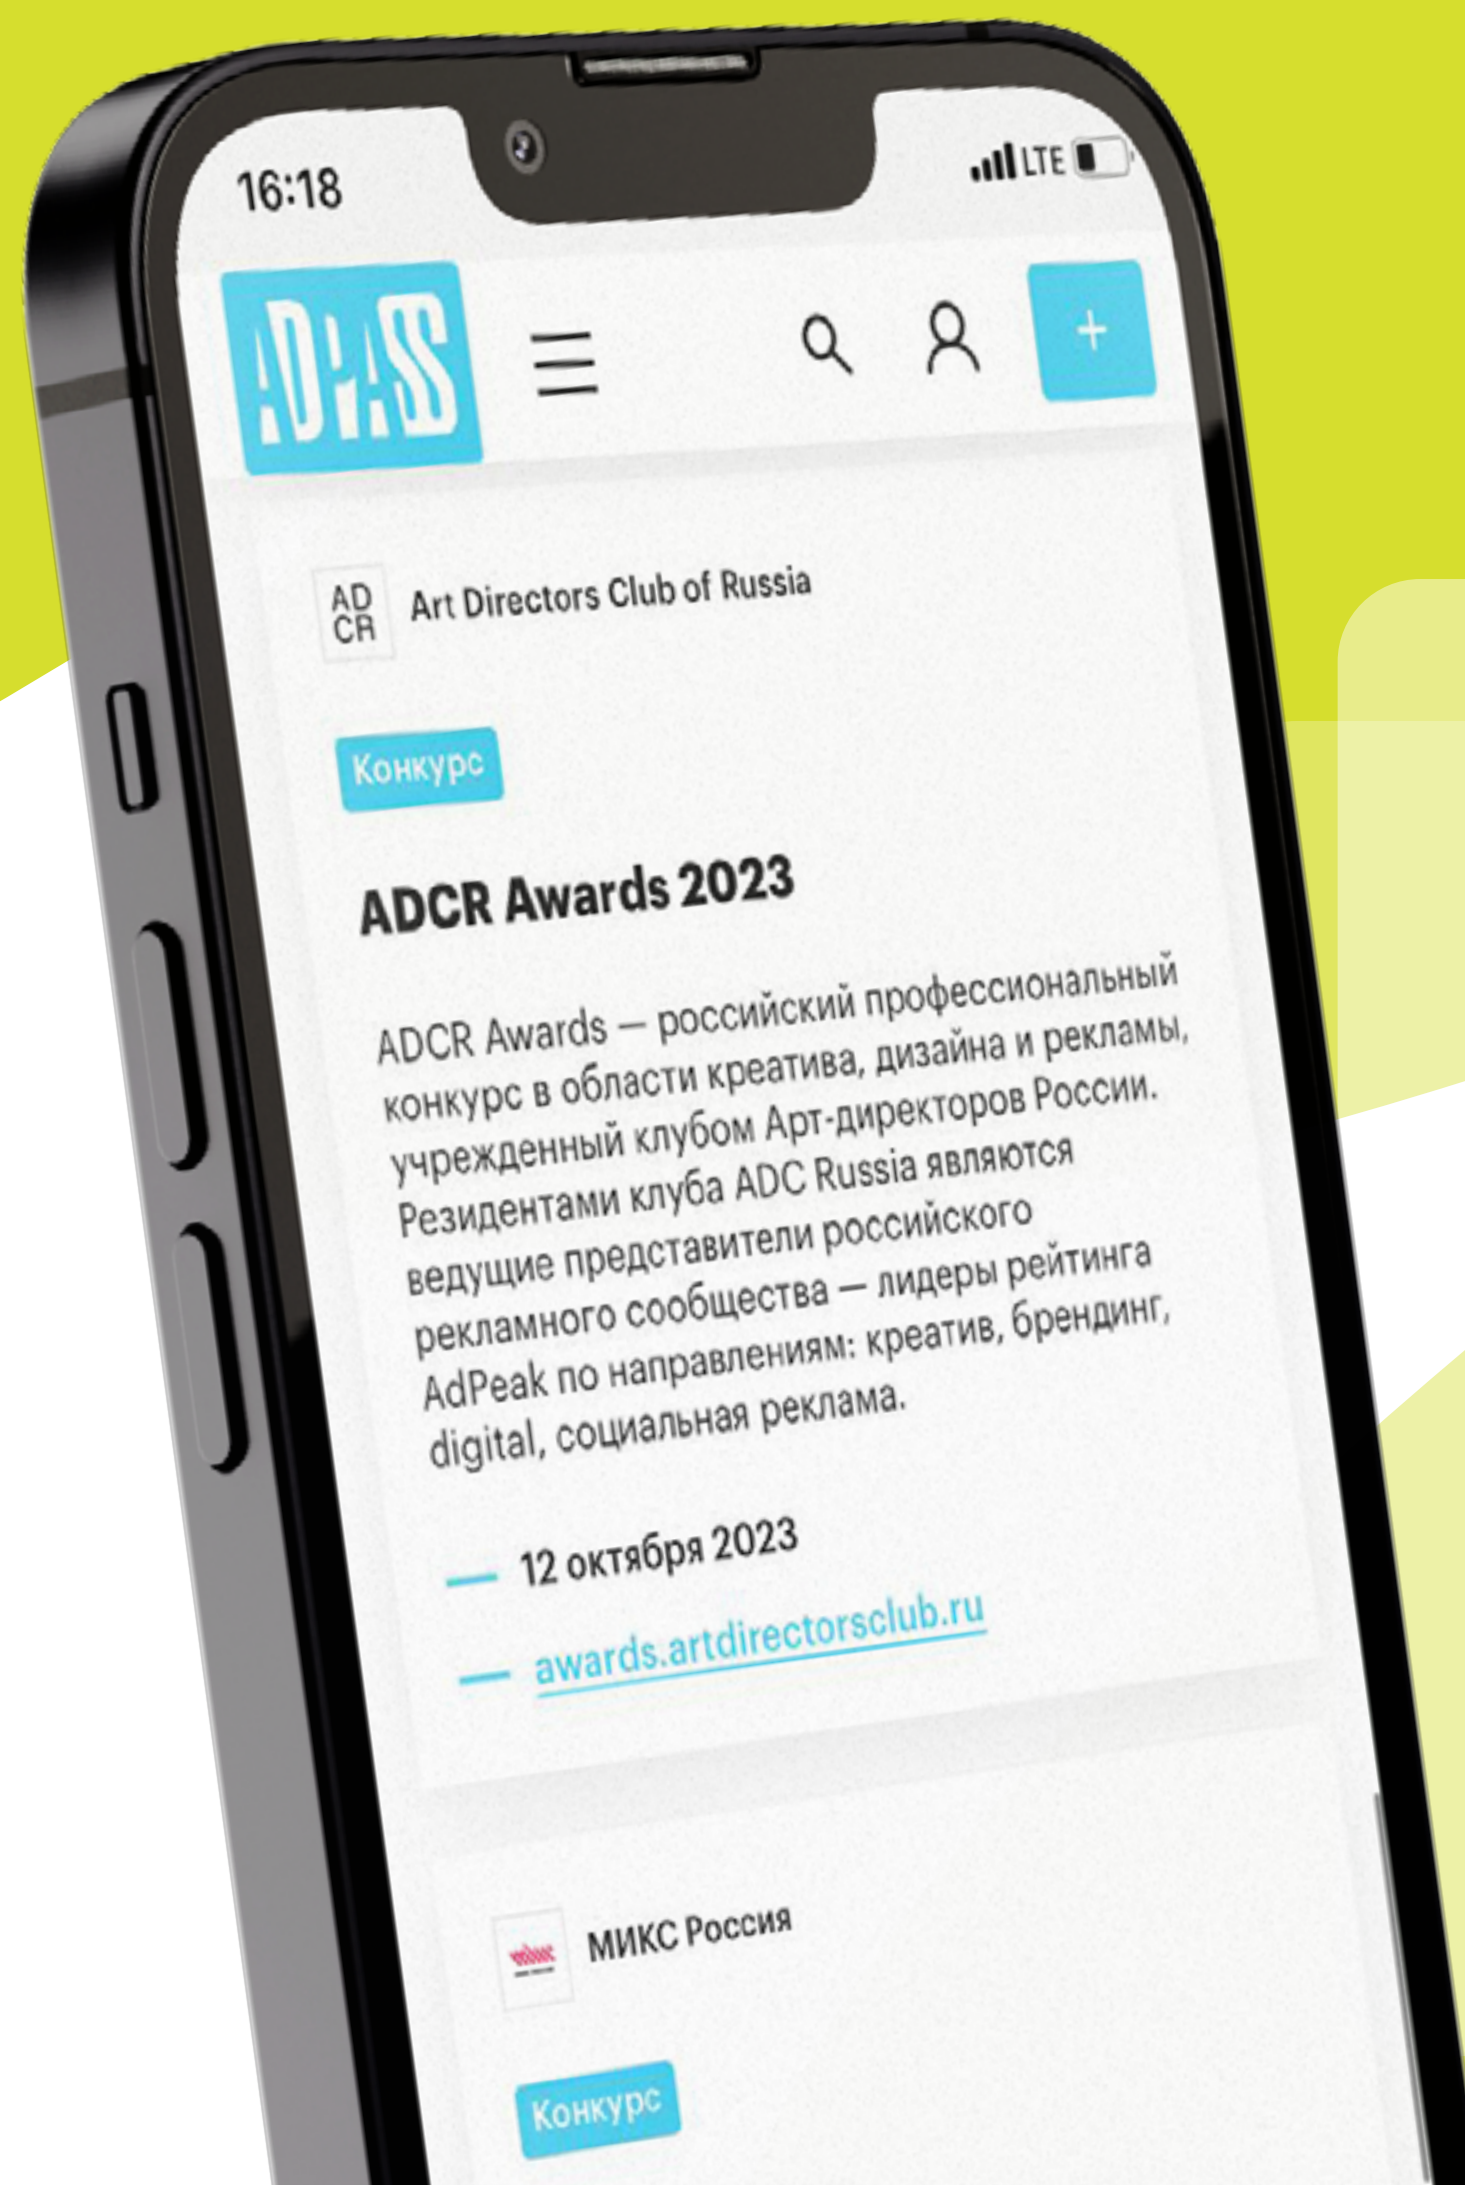 16:18
LTE
ADPASS
AD
CR
Art Directors Club of Russia
Конкурс
ADCR Awards 2023
ADCR Awards — российский профессиональный
конкурс в области креатива, дизайна и рекламы,
учрежденный клубом Арт-директоров России.
Резидентами клуба ADC Russia являются
ведущие представители российского
рекламного сообщества — лидеры рейтинга
AdPeak по направлениям: креатив, брендинг,
digital, социальная реклама.
— 12 октября 2023
— awards.artdirectorsclub.ru
МИКС Россия
Конкурс